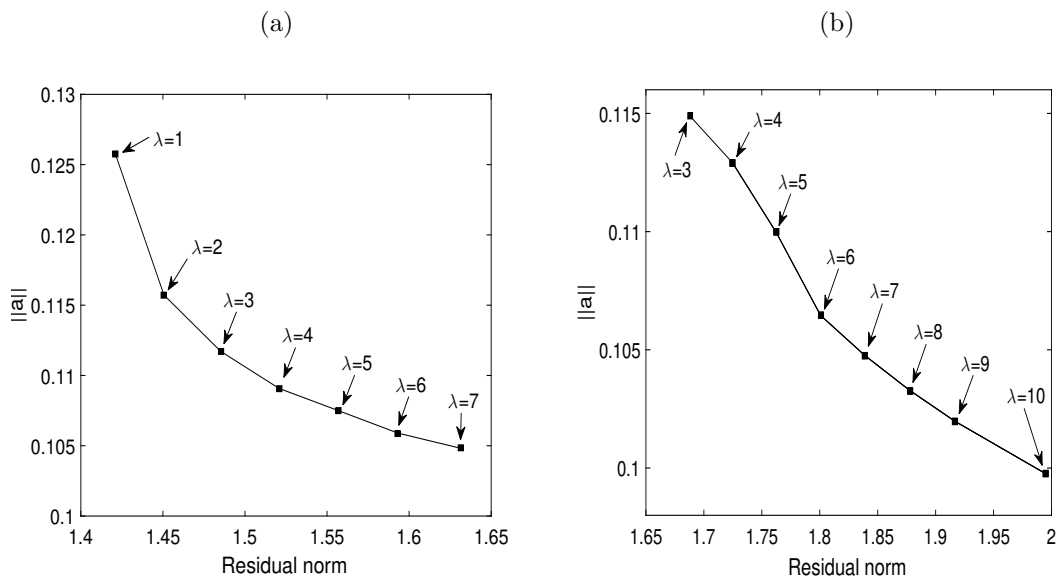 (a)
0.13
0.125
0.12
0.115
0.11
0.105
0.1
||a||
λ=1
λ=2
λ=3
λ=4
λ=5
λ=6
λ=7
1.4 1.45 1.5 1.55 1.6 1.65
Residual norm
(b)
0.115
0.11
0.105
0.1
||a||
λ=3
λ=4
λ=5
λ=6
λ=7
λ=8
λ=9
λ=10
1.65 1.7 1.75 1.8 1.85 1.9 1.95 2
Residual norm